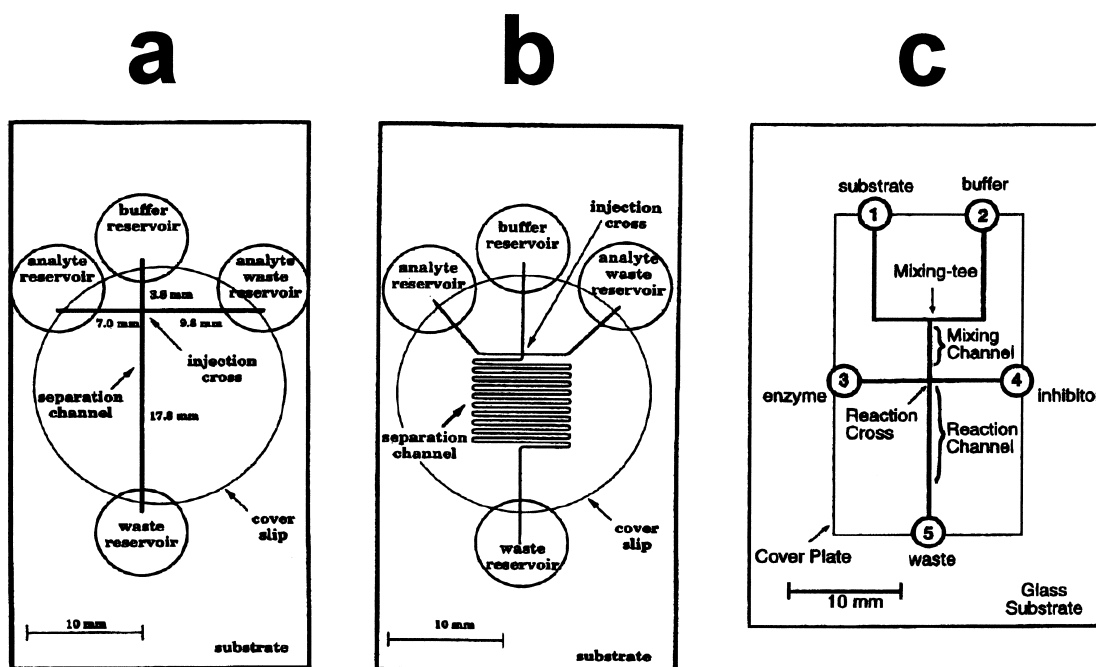 a
b
c
buffer
reservoir
analyte
reservoir
analyte
waste
reservoir
3.8 mm
7.0 mm
9.8 mm
injection
cross
separation
channel
17.8 mm
cover
slip
waste
reservoir
10 mm
substrate
injection
cross
buffer
reservoir
analyte
reservoir
analyte
waste
reservoir
separation
channel
cover
slip
waste
reservoir
10 mm
substrate
substrate
buffer
1
2
Mixing-tee
Mixing
Channel
3
4
enzyme
inhibito
Reaction
Cross
Reaction
Channel
5
Cover Plate
waste
10 mm
Glass
Substrate